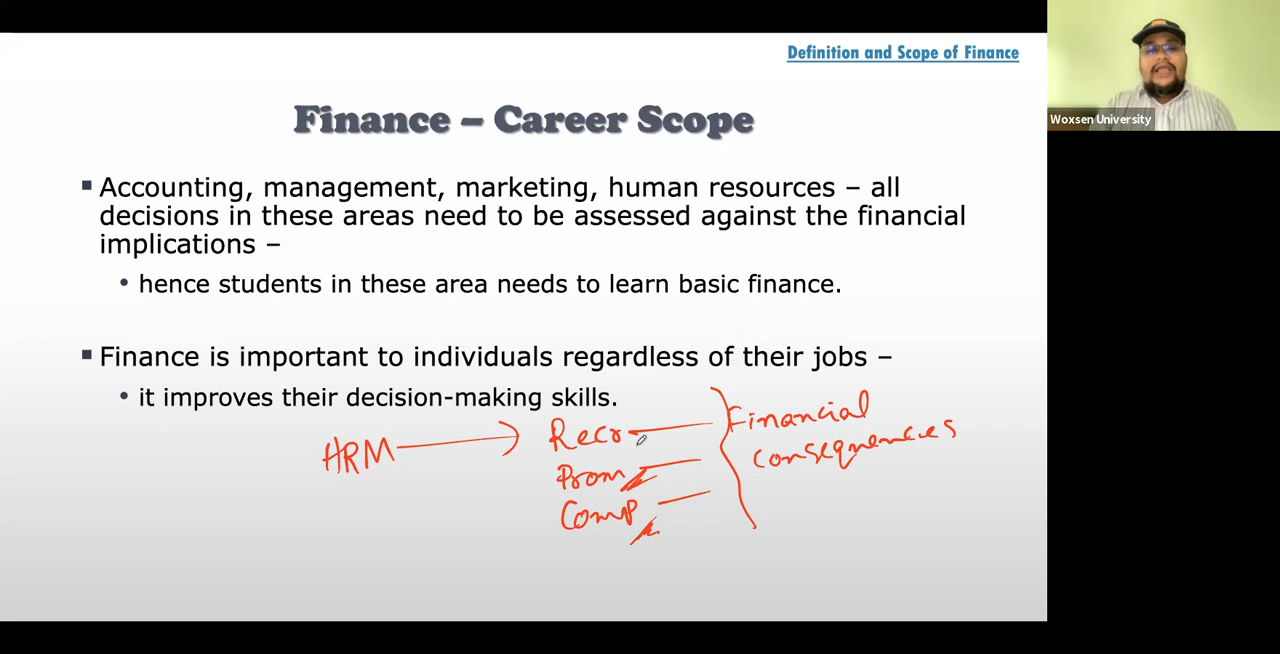 Definition and Scope of Finance
Finance – Career Scope
Accounting, management, marketing, human resources – all
decisions in these areas need to be assessed against the financial
implications –
hence students in these area needs to learn basic finance.
Finance is important to individuals regardless of their jobs –
it improves their decision-making skills.
HRM
Recr
Prom
Comp
Financial
consequences
Woxsen University